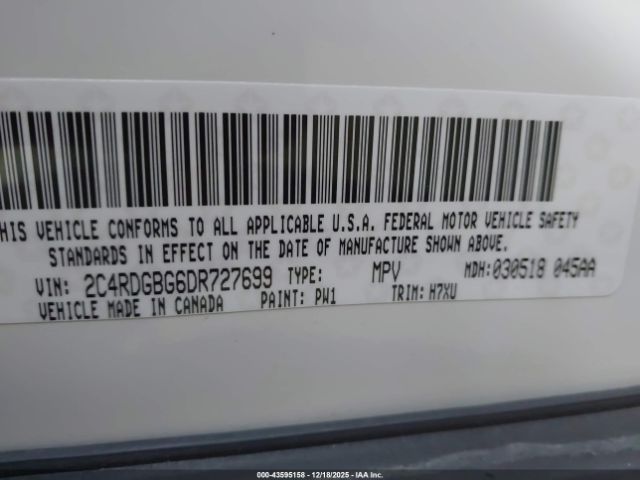 THIS VEHICLE CONFORMS TO ALL APPLICABLE U.S.A. FEDERAL MOTOR VEHICLE SAFETY
STANDARDS IN EFFECT ON THE DATE OF MANUFACTURE SHOWN ABOVE.
VIN: 2C4RDGBG6DR727699 TYPE: MPV MDH:030518 045AA
VEHICLE MADE IN CANADA PAINT: PW1 TRIM: H7XU
000-43595158 - 12/18/2025 - IAAI, Inc.